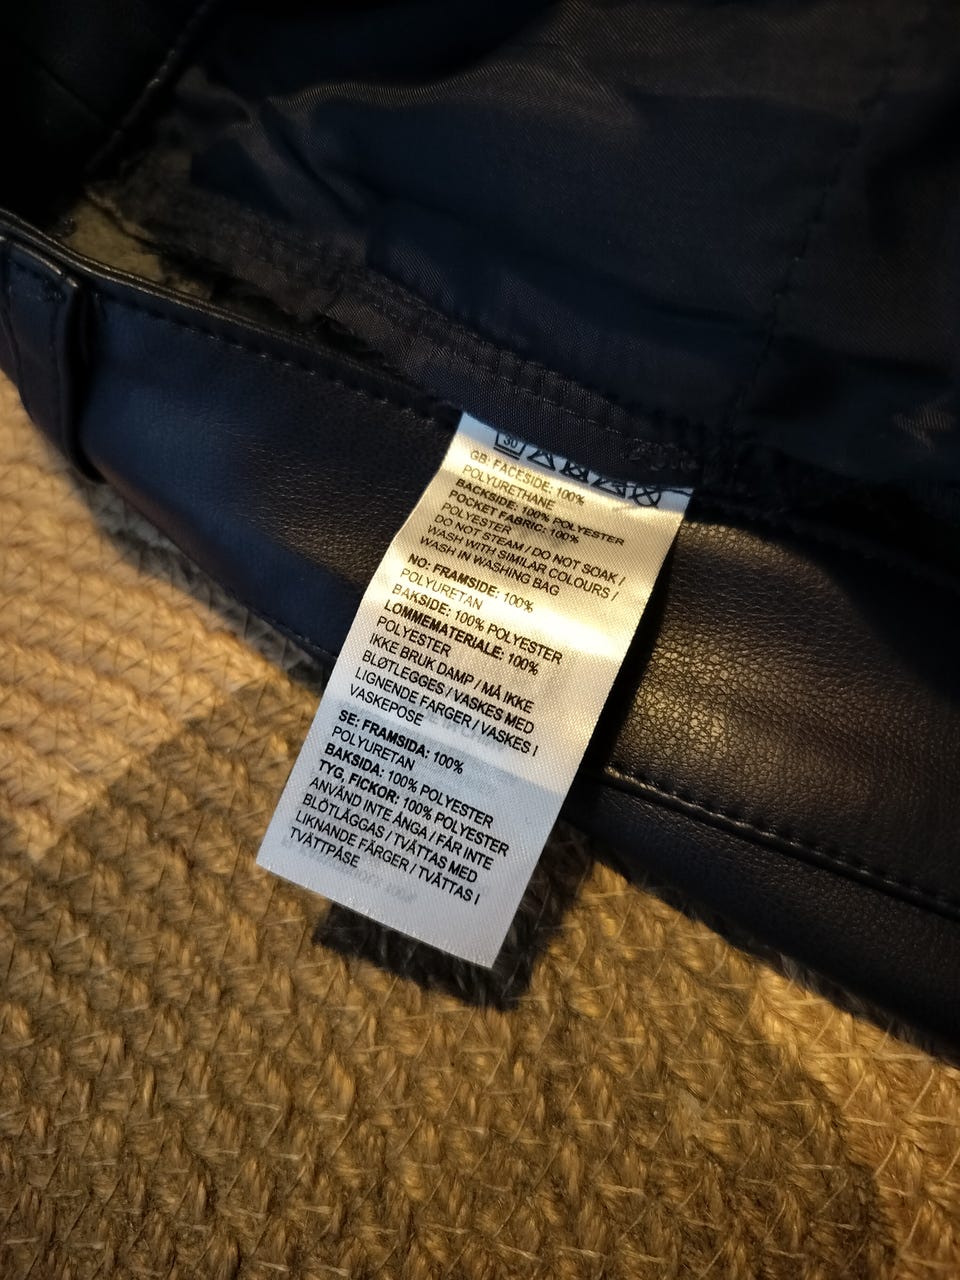 30
GB: FACESIDE: 100%
POLYURETHANE
BACKSIDE: 100% POLYESTER
POCKET FABRIC: 100%
POLYESTER
DO NOT STEAM / DO NOT SOAK /
WASH WITH SIMILAR COLOURS /
WASH IN WASHING BAG
NO: FRAMSIDE: 100%
POLYURETAN
BAKSIDE: 100% POLYESTER
LOMMEMATERIALE: 100%
POLYESTER
IKKE BRUK DAMP / MÅ IKKE
BLØTLEGGES / VASKES MED
LIGNENDE FARGER / VASKES I
VASKEPOSE
SE: FRAMSIDA: 100%
POLYURETAN
BAKSIDA: 100% POLYESTER
TYG, FICKOR: 100% POLYESTER
ANVÄND INTE ÅNGA / FÅR INTE
BLÖTLÄGGAS / TVÄTTAS MED
LIKNANDE FÄRGER / TVÄTTAS I
TVÄTTPÅSE